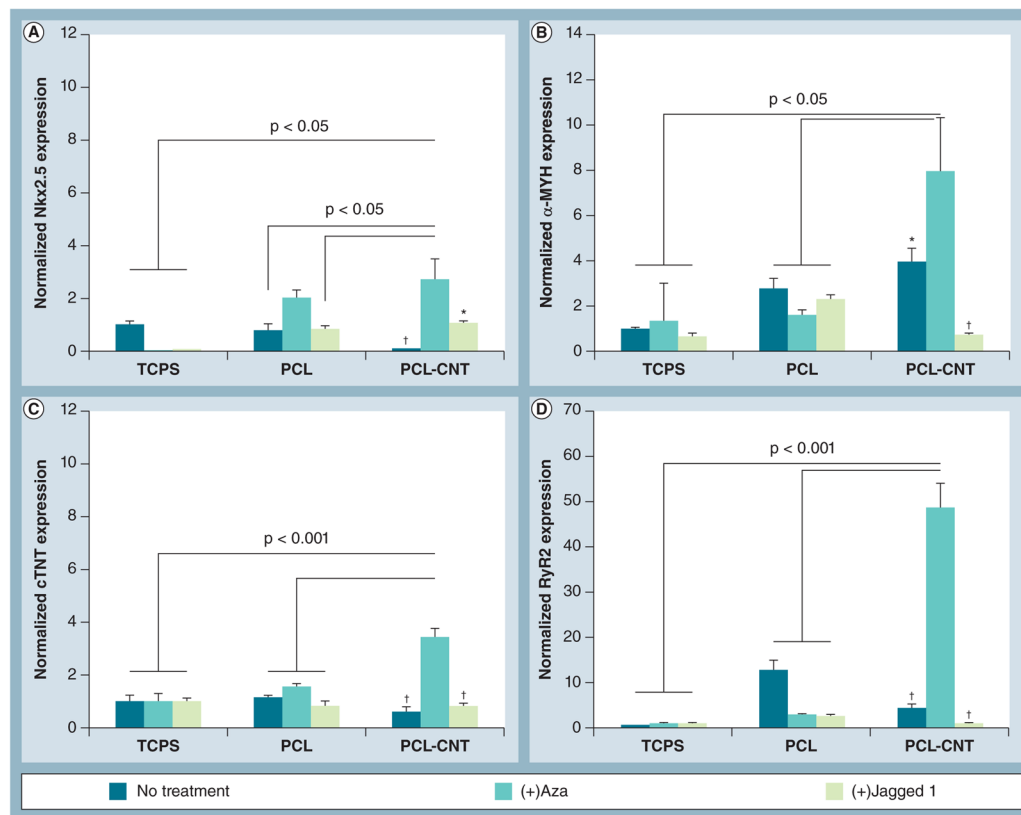 A
12
10
8
6
4
2
0
Normalized Nkx2.5 expression
p < 0.05
p < 0.05
†
*
TCPS
PCL
PCL-CNT
B
14
12
10
8
6
4
2
0
Normalized α-MYH expression
p < 0.05
*
†
TCPS
PCL
PCL-CNT
C
12
10
8
6
4
2
0
Normalized cTNT expression
p < 0.001
†
†
TCPS
PCL
PCL-CNT
D
70
60
50
40
30
20
10
0
Normalized RyR2 expression
p < 0.001
†
†
TCPS
PCL
PCL-CNT
No treatment
(+)Aza
(+)Jagged 1